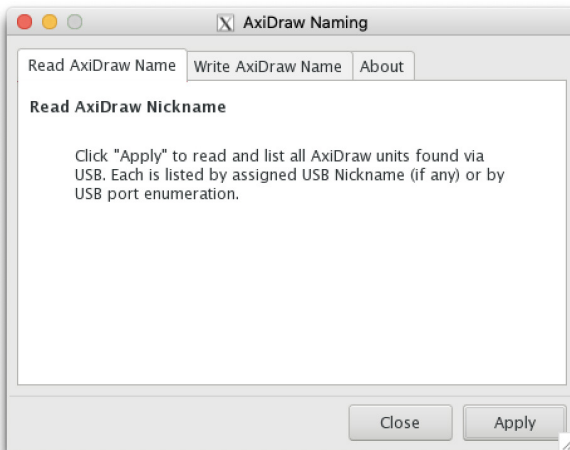 AxiDraw Naming
Read AxiDraw Name Write AxiDraw Name About
Read AxiDraw Nickname
Click "Apply" to read and list all AxiDraw units found via
USB. Each is listed by assigned USB Nickname (if any) or by
USB port enumeration.
Close Apply